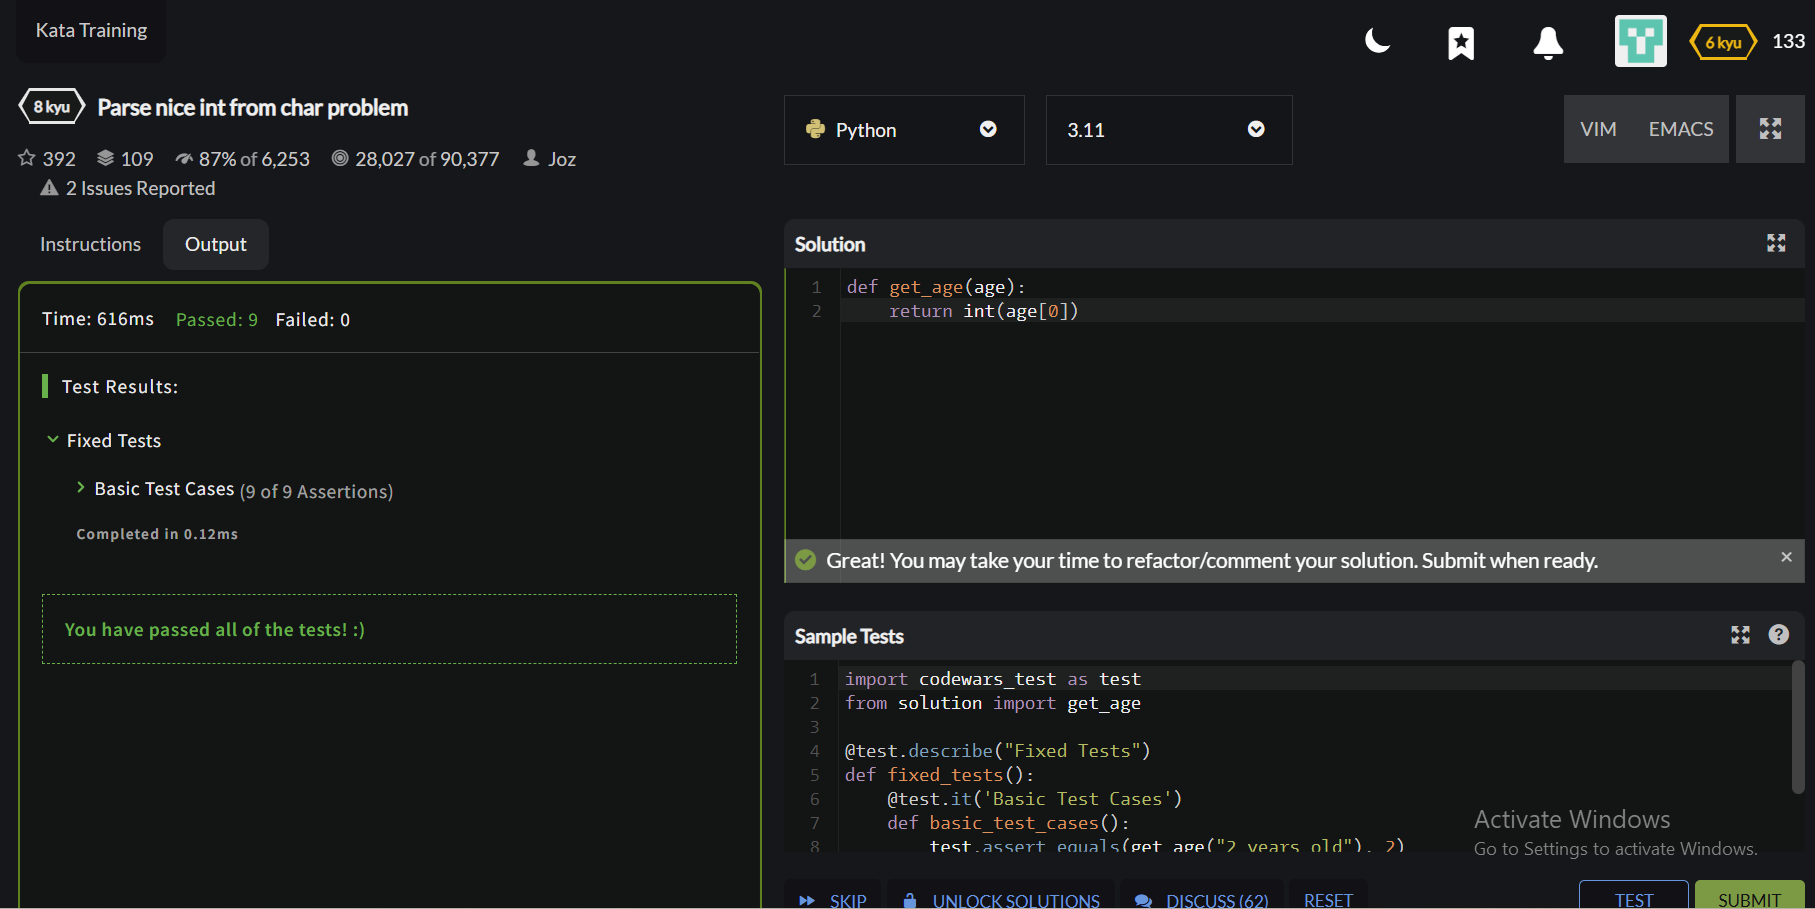 Kata Training
6 kyu 133
8 kyu Parse nice int from char problem
392 109 87% of 6,253 28,027 of 90,377 Joz
2 Issues Reported
Instructions Output
Time: 616ms Passed: 9 Failed: 0
Test Results:
Fixed Tests
Basic Test Cases (9 of 9 Assertions)
Completed in 0.12ms
You have passed all of the tests! :)
Python 3.11 VIM EMACS
Solution
1 def get_age(age):
2     return int(age[0])
Great! You may take your time to refactor/comment your solution. Submit when ready. ×
Sample Tests ?
1 import codewars_test as test
2 from solution import get_age
3
4 @test.describe("Fixed Tests")
5 def fixed_tests():
6     @test.it('Basic Test Cases')
7     def basic_test_cases():
8         test.assert_equals(get_age("2 years old"), 2)
Activate Windows
Go to Settings to activate Windows.
SKIP UNLOCK SOLUTIONS DISCUSS (62) RESET TEST SUBMIT